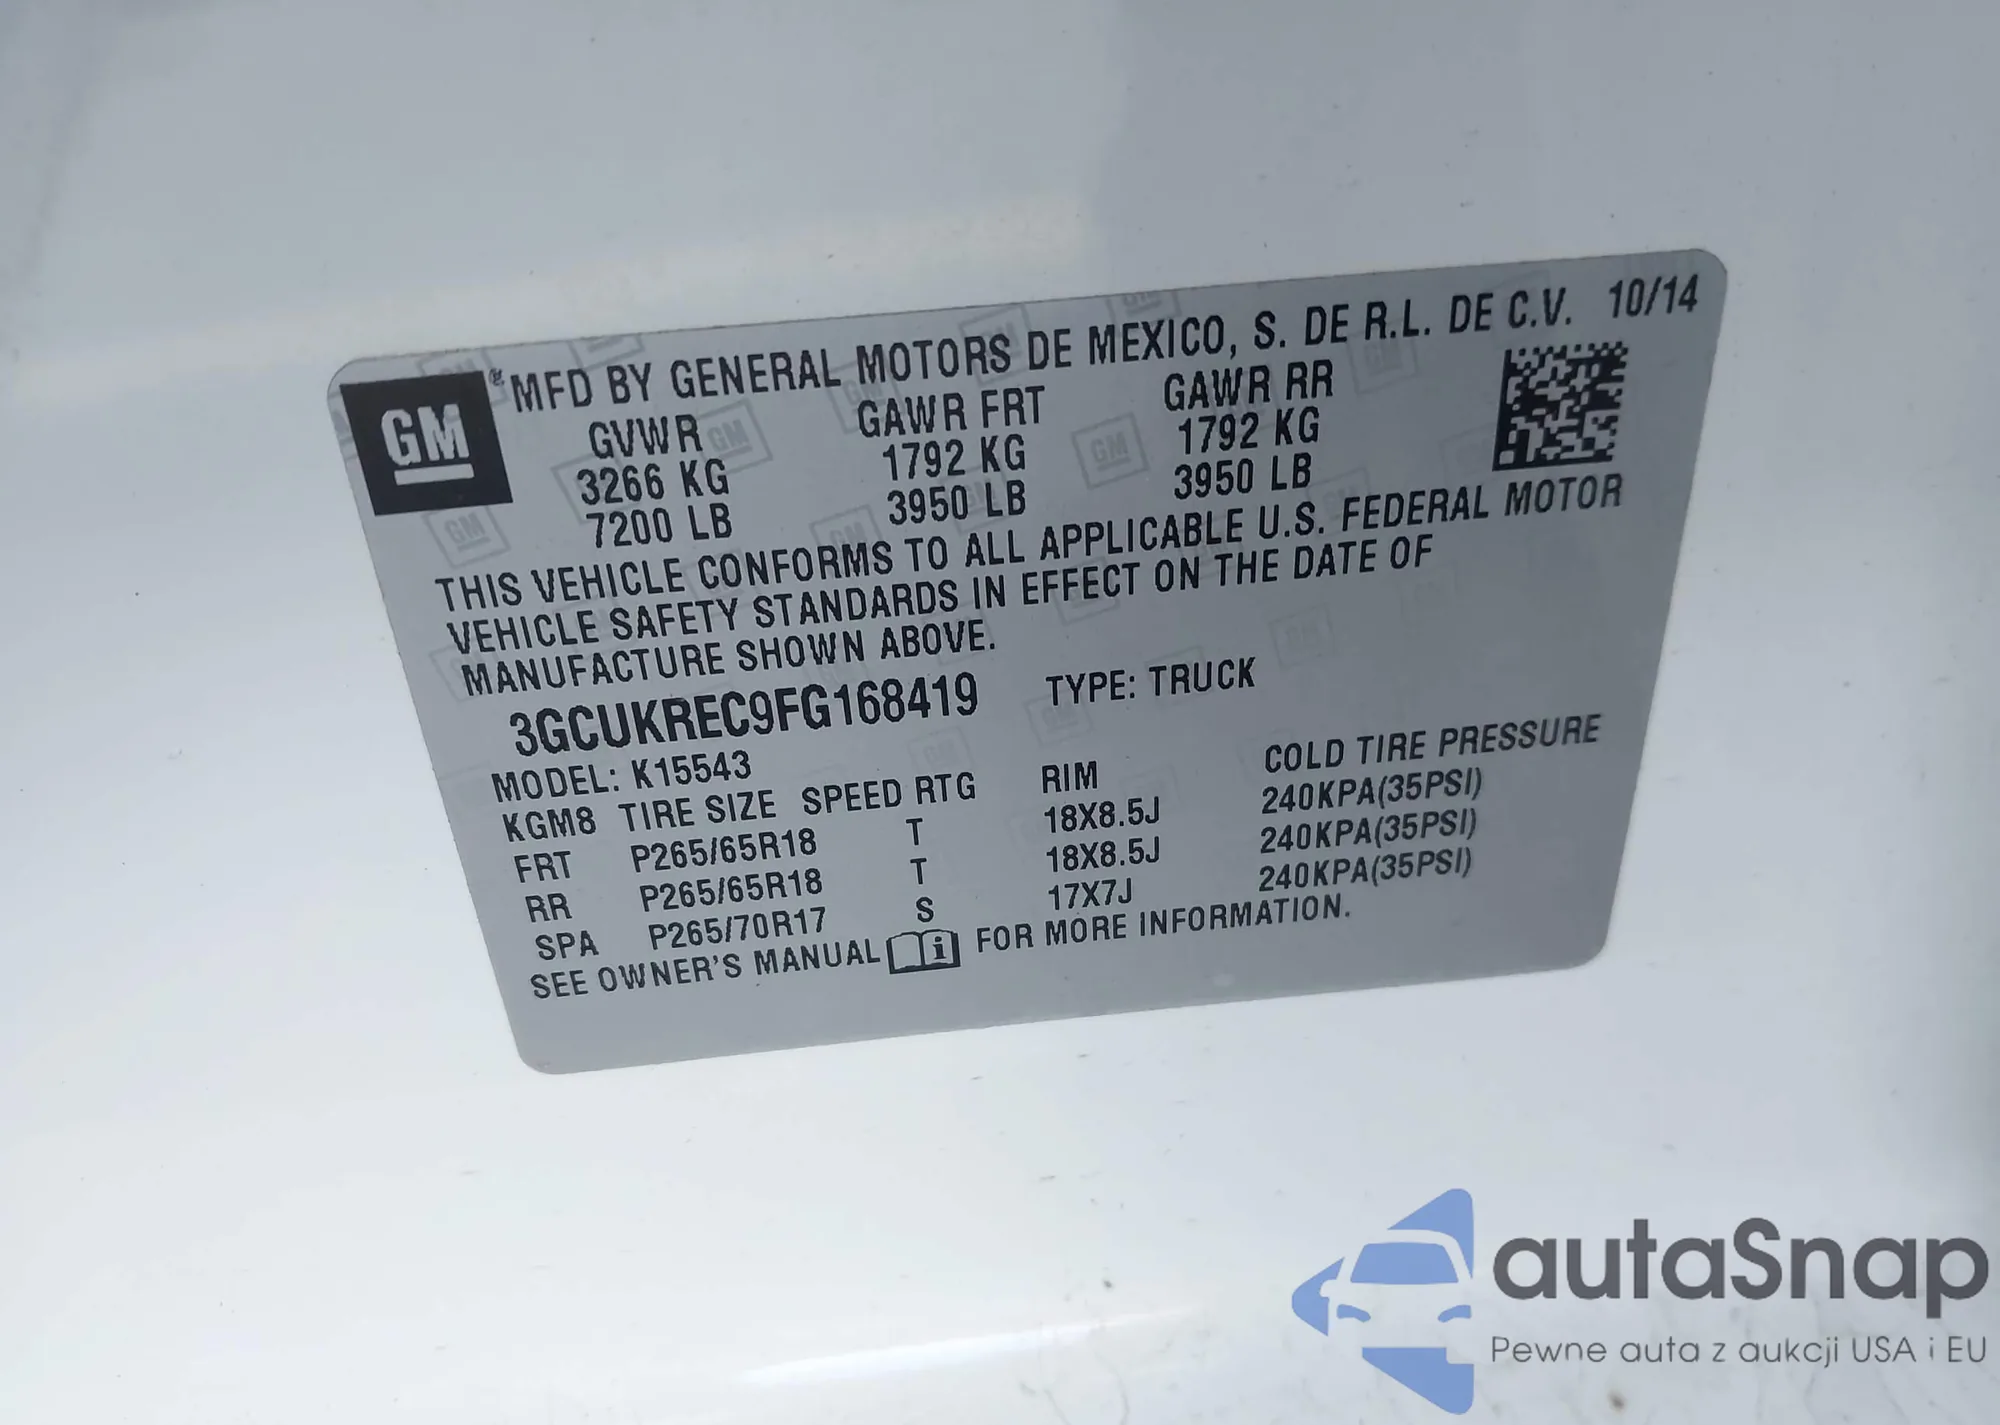 GM ® MFD BY GENERAL MOTORS DE MEXICO, S. DE R.L. DE C.V. 10/14
GVWR GAWR FRT GAWR RR
3266 KG 1792 KG 1792 KG
7200 LB 3950 LB 3950 LB
THIS VEHICLE CONFORMS TO ALL APPLICABLE U.S. FEDERAL MOTOR
VEHICLE SAFETY STANDARDS IN EFFECT ON THE DATE OF
MANUFACTURE SHOWN ABOVE.
3GCUKREC9FG168419 TYPE: TRUCK
MODEL: K15543
KGM8 TIRE SIZE SPEED RTG RIM COLD TIRE PRESSURE
FRT P265/65R18 T 18X8.5J 240KPA(35PSI)
RR P265/65R18 T 18X8.5J 240KPA(35PSI)
SPA P265/70R17 S 17X7J 240KPA(35PSI)
SEE OWNER'S MANUAL i FOR MORE INFORMATION.
autaSnap
Pewne auta z aukcji USA i EU